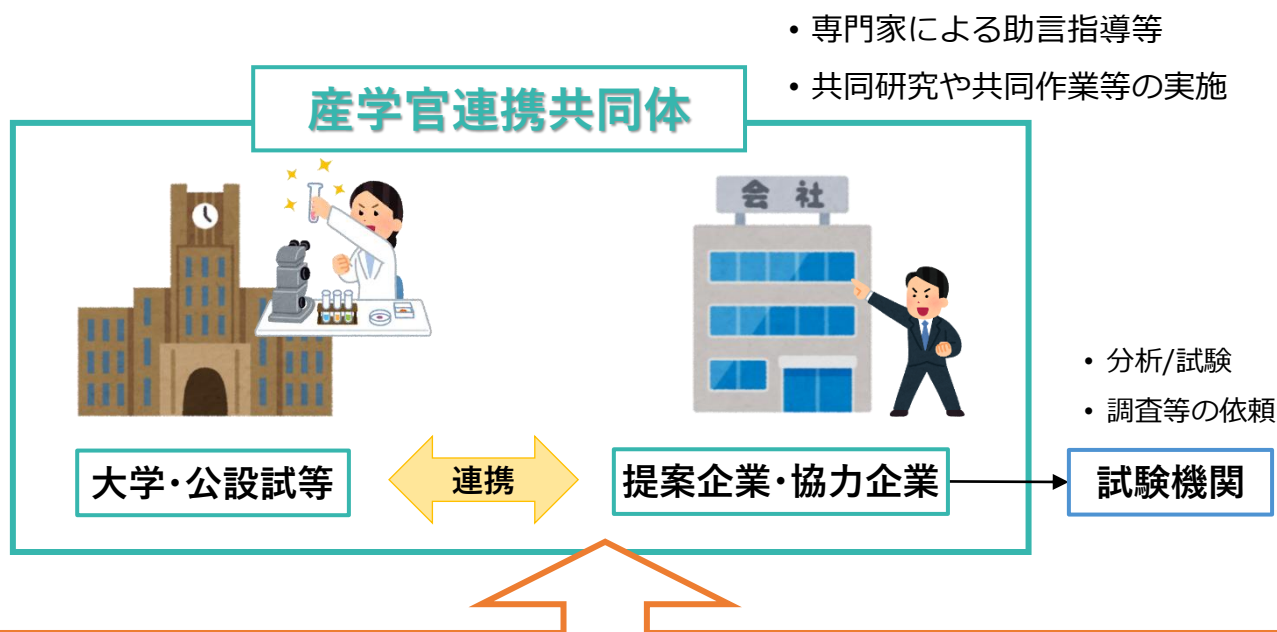 • 専門家による助言指導等
• 共同研究や共同作業等の実施
産学官連携共同体
会社
• 分析/試験
• 調査等の依頼
大学・公設試等
連携
提案企業・協力企業
試験機関